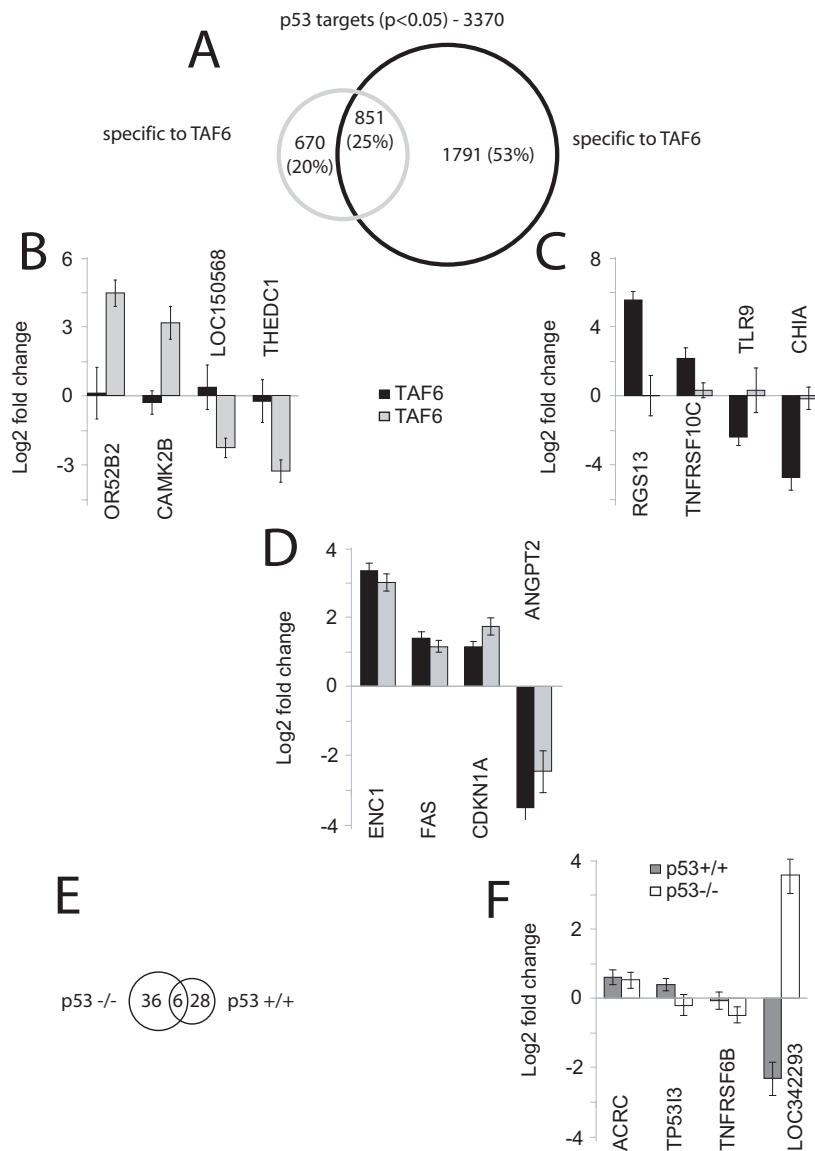 p53 targets (p<0.05) - 3370
A
specific to TAF6
670
(20%)
851
(25%)
1791 (53%)
specific to TAF6
B
Log2 fold change
6
3
0
-3
OR52B2
CAMK2B
LOC150568
THEDC1
TAF6
TAF6
C
Log2 fold change
8
4
0
-4
RGS13
TNFRSF10C
TLR9
CHIA
D
Log2 fold change
4
2
0
-2
-4
ENC1
FAS
CDKN1A
ANGPT2
E
p53 -/-
36
6
28
p53 +/+
F
Log2 fold change
4
2
0
-2
-4
p53+/+
p53-/-
ACRC
TP53I3
TNFRSF6B
LOC342293